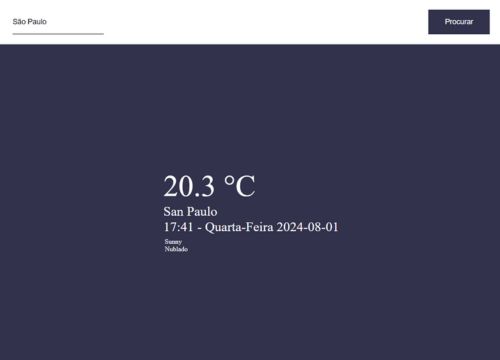 São Paulo
Procurar
20.3 °C
San Paulo
17:41 - Quarta-Feira 2024-08-01
Sunny
Nublado